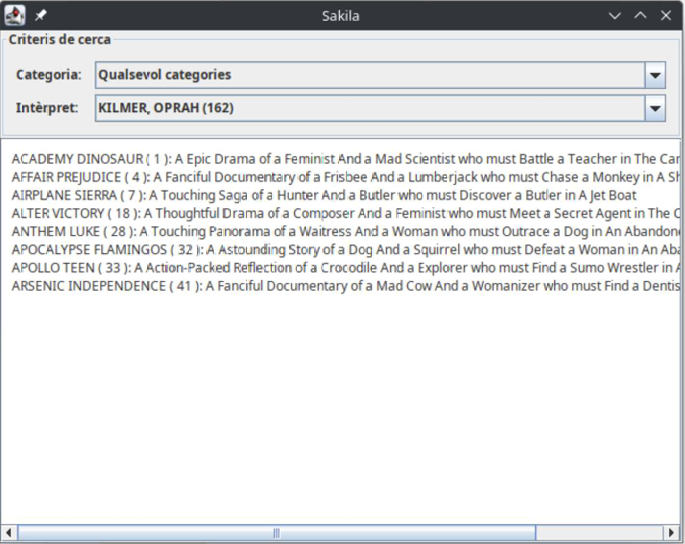 Sakila
Criteris de cerca
Categoria: Qualsevol categories
Intèrpret: KILMER, OPRAH (162)
ACADEMY DINOSAUR ( 1 ): A Epic Drama of a Feminist And a Mad Scientist who must Battle a Teacher in The Can
AFFAIR PREJUDICE ( 4 ): A Fanciful Documentary of a Frisbee And a Lumberjack who must Chase a Monkey in A Sh
AIRPLANE SIERRA ( 7 ): A Touching Saga of a Hunter And a Butler who must Discover a Butler in A Jet Boat
ALTER VICTORY ( 18 ): A Thoughtful Drama of a Composer And a Feminist who must Meet a Secret Agent in The C
ANTHEM LUKE ( 28 ): A Touching Panorama of a Waitress And a Woman who must Outrace a Dog in An Abandon
APOCALYPSE FLAMINGOS ( 32 ): A Astounding Story of a Dog And a Squirrel who must Defeat a Woman in An Aba
APOLLO TEEN ( 33 ): A Action-Packed Reflection of a Crocodile And a Explorer who must Find a Sumo Wrestler in A
ARSENIC INDEPENDENCE ( 41 ): A Fanciful Documentary of a Mad Cow And a Womanizer who must Find a Dentis